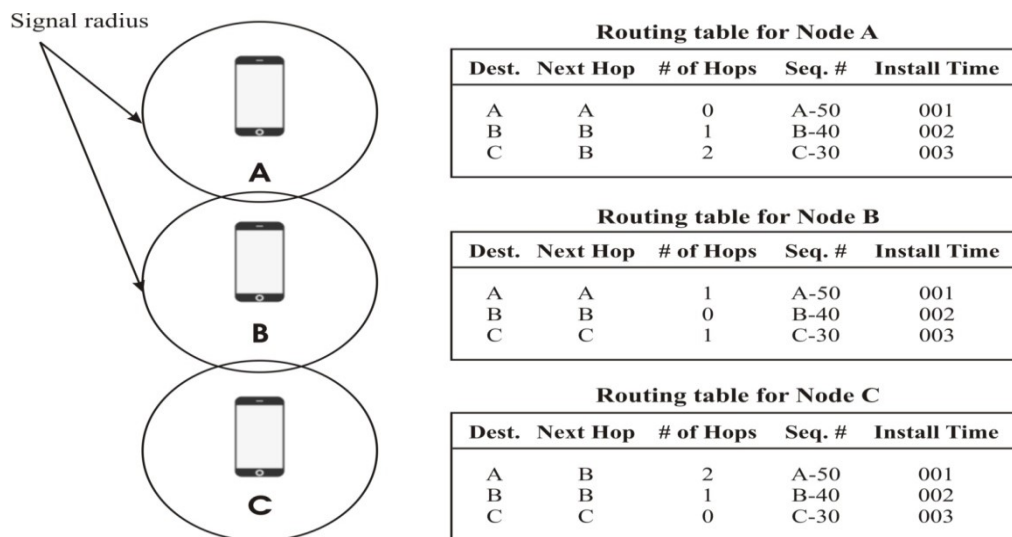 Signal radius
A
B
C
Routing table for Node A
Dest. Next Hop # of Hops Seq. # Install Time
A A 0 A-50 001
B B 1 B-40 002
C B 2 C-30 003
Routing table for Node B
Dest. Next Hop # of Hops Seq. # Install Time
A A 1 A-50 001
B B 0 B-40 002
C C 1 C-30 003
Routing table for Node C
Dest. Next Hop # of Hops Seq. # Install Time
A B 2 A-50 001
B B 1 B-40 002
C C 0 C-30 003